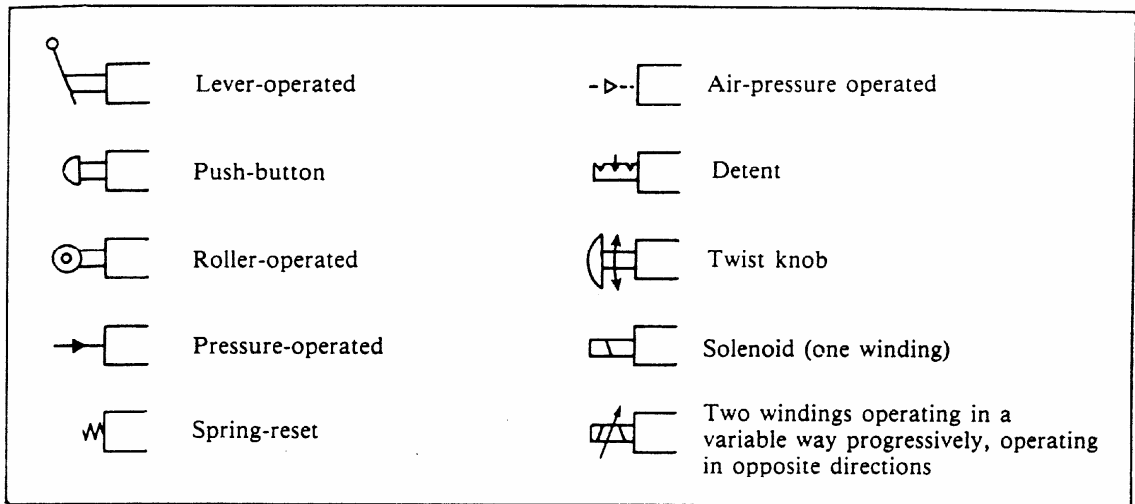 Lever-operated
Push-button
Roller-operated
Pressure-operated
Spring-reset
Air-pressure operated
Detent
Twist knob
Solenoid (one winding)
Two windings operating in a
variable way progressively, operating
in opposite directions